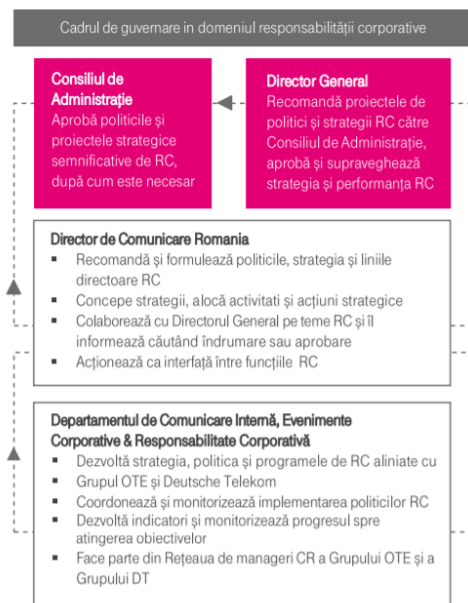 Cadrul de guvernare in domeniul responsabilității corporative
Consiliul de
Administrație
Aprobă politicile și
proiectele strategice
semnificative de RC,
după cum este necesar
Director General
Recomandă proiectele de
politici și strategii RC către
Consiliul de Administrație,
aprobă și supraveghează
strategia și performanța RC
Director de Comunicare Romania
▪ Recomandă și formulează politicile, strategia și liniile
directoare RC
▪ Concepe strategii, alocă activitati și acțiuni strategice
▪ Colaborează cu Directorul General pe teme RC și îl
informează căutând îndrumare sau aprobare
▪ Acționează ca interfață între funcțiile RC
Departamentul de Comunicare Internă, Evenimente
Corporative & Responsabilitate Corporativă
▪ Dezvoltă strategia, politica și programele de RC aliniate cu
▪ Grupul OTE și Deutsche Telekom
▪ Coordonează și monitorizează implementarea politicilor RC
▪ Dezvoltă indicatori și monitorizează progresul spre
atingerea obiectivelor
▪ Face parte din Rețeaua de manageri CR a Grupului OTE și a
Grupului DT